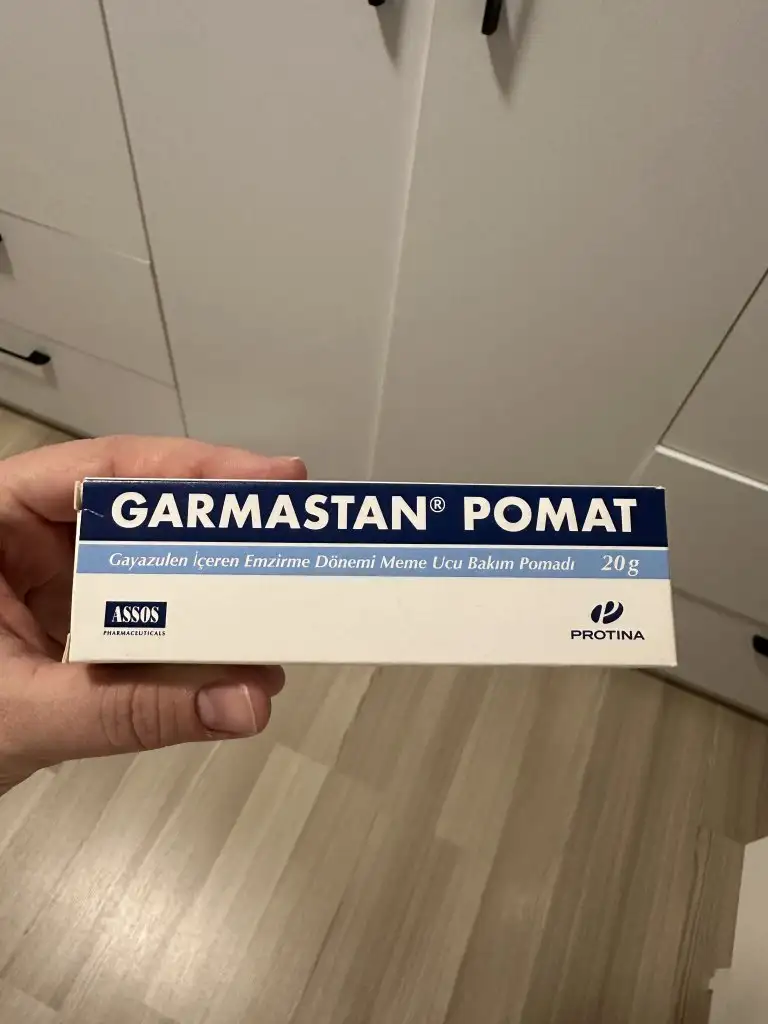 GARMASTAN® POMAT
Gayazulen İçeren Emzirme Dönemi Meme Ucu Bakım Pomadı 20 g
ASSOS
PHARMACEUTICALS
PROTINA